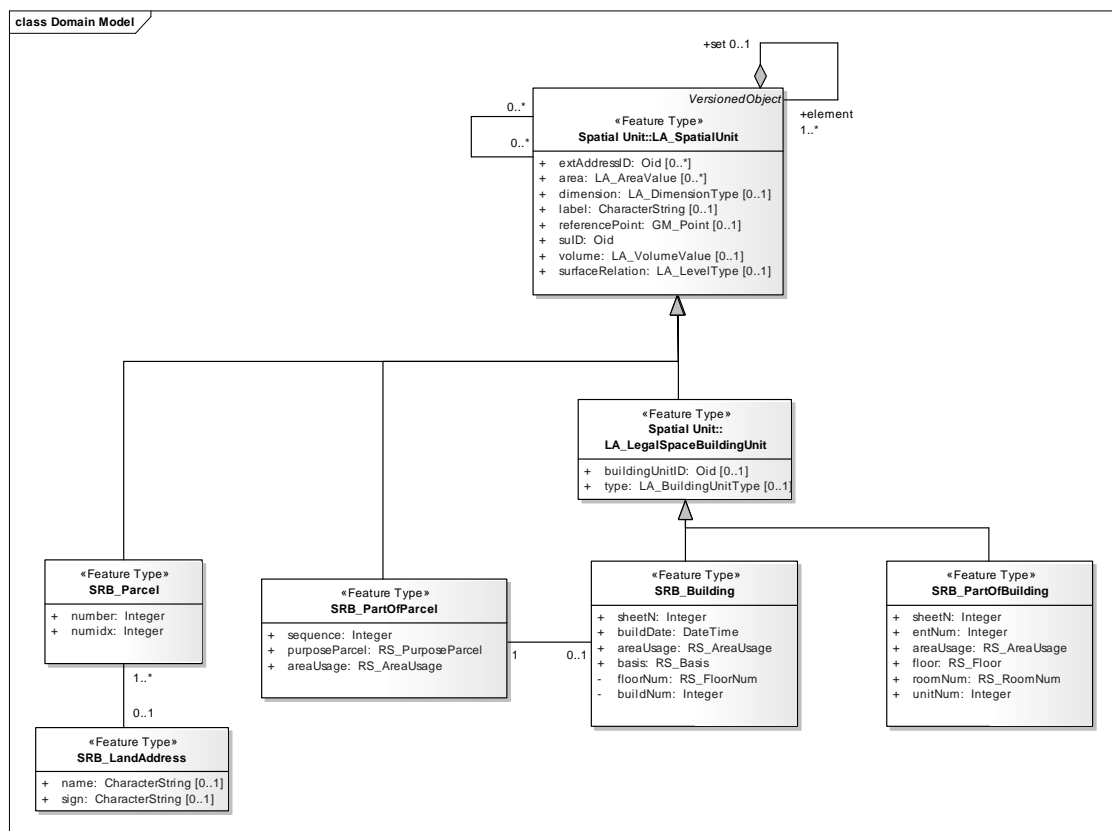 class Domain Model
+set 0..1
VersionedObject
+element
1..*
0..*
0..*
«Feature Type»
Spatial Unit::LA_SpatialUnit
+ extAddressID: Oid [0..*]
+ area: LA_AreaValue [0..*]
+ dimension: LA_DimensionType [0..1]
+ label: CharacterString [0..1]
+ referencePoint: GM_Point [0..1]
+ suID: Oid
+ volume: LA_VolumeValue [0..1]
+ surfaceRelation: LA_LevelType [0..1]
«Feature Type»
Spatial Unit::
LA_LegalSpaceBuildingUnit
+ buildingUnitID: Oid [0..1]
+ type: LA_BuildingUnitType [0..1]
«Feature Type»
SRB_Parcel
+ number: Integer
+ numidx: Integer
1..*
0..1
«Feature Type»
SRB_LandAddress
+ name: CharacterString [0..1]
+ sign: CharacterString [0..1]
«Feature Type»
SRB_PartOfParcel
+ sequence: Integer
+ purposeParcel: RS_PurposeParcel
+ areaUsage: RS_AreaUsage
1
0..1
«Feature Type»
SRB_Building
+ sheetN: Integer
+ buildDate: DateTime
+ areaUsage: RS_AreaUsage
+ basis: RS_Basis
- floorNum: RS_FloorNum
- buildNum: Integer
«Feature Type»
SRB_PartOfBuilding
+ sheetN: Integer
+ entNum: Integer
+ areaUsage: RS_AreaUsage
+ floor: RS_Floor
+ roomNum: RS_RoomNum
+ unitNum: Integer